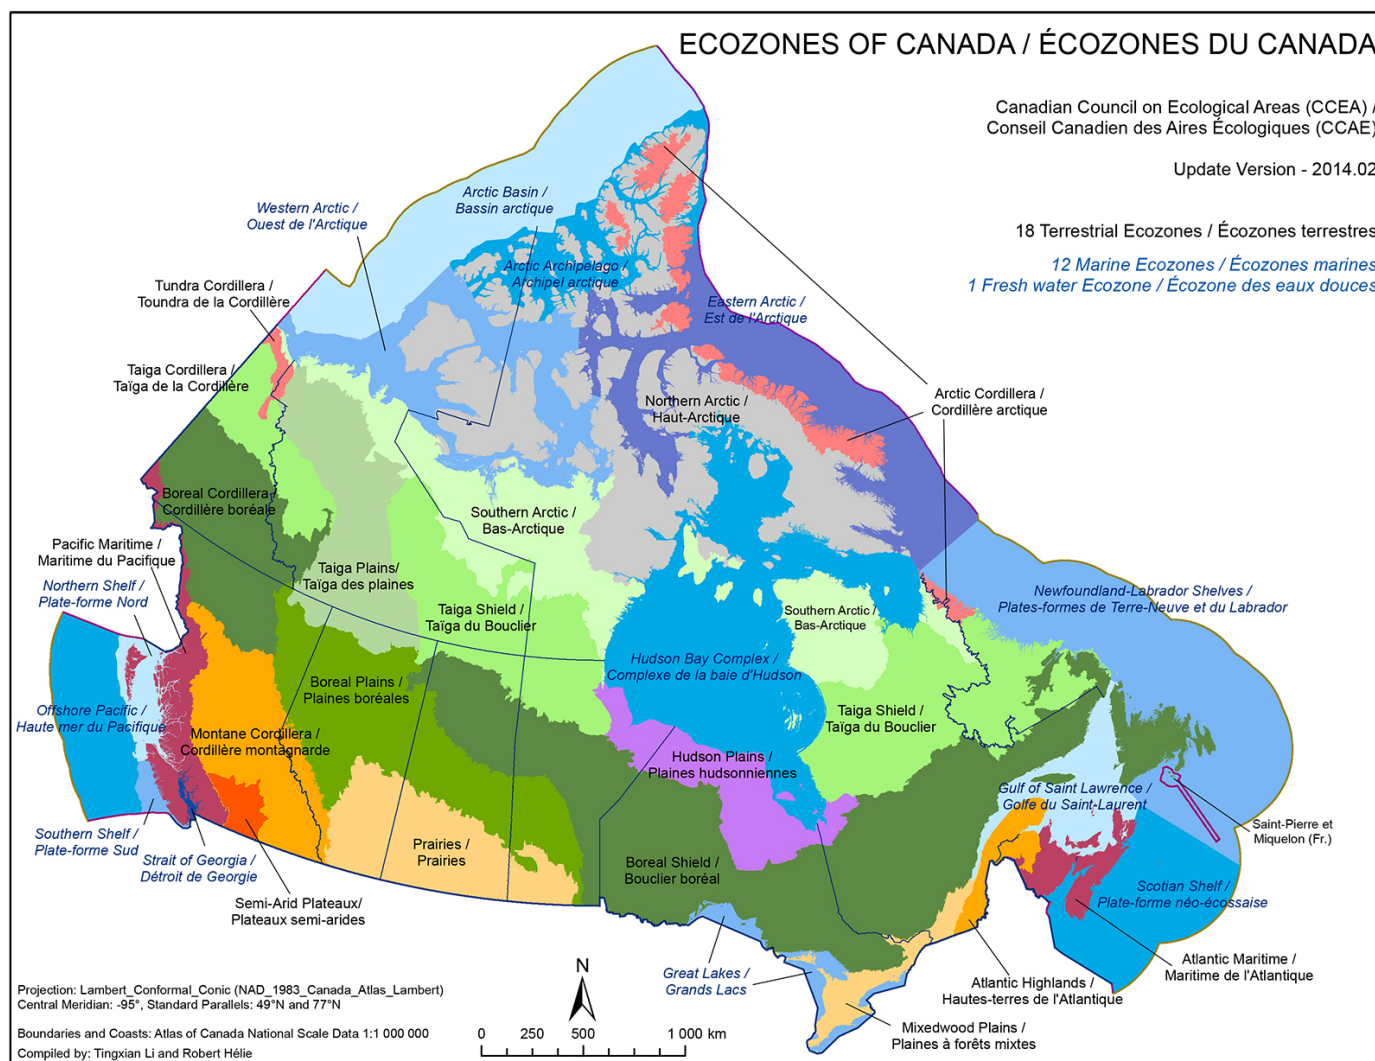 ECOZONES OF CANADA / ÉCOZONES DU CANADA
Canadian Council on Ecological Areas (CCEA) /
Conseil Canadien des Aires Écologiques (CCAE)
Update Version - 2014.02
18 Terrestrial Ecozones / Écozones terrestres
12 Marine Ecozones / Écozones marines
1 Fresh water Ecozone / Écozone des eaux douces
Arctic Basin /
Bassin arctique
Western Arctic /
Ouest de l'Arctique
Arctic Archipelago /
Archipel arctique
Tundra Cordillera /
Toundra de la Cordillère
Eastern Arctic /
Est de l'Arctique
Taiga Cordillera /
Taïga de la Cordillère
Northern Arctic /
Haut-Arctique
Arctic Cordillera /
Cordillère arctique
Boreal Cordillera /
Cordillère boréale
Southern Arctic /
Bas-Arctique
Pacific Maritime /
Maritime du Pacifique
Taiga Plains/
Taïga des plaines
Northern Shelf /
Plate-forme Nord
Newfoundland-Labrador Shelves /
Plates-formes de Terre-Neuve et du Labrador
Taiga Shield /
Taïga du Bouclier
Southern Arctic /
Bas-Arctique
Hudson Bay Complex /
Complexe de la baie d'Hudson
Boreal Plains /
Plaines boréales
Offshore Pacific /
Haute mer du Pacifique
Taiga Shield /
Taïga du Bouclier
Montane Cordillera /
Cordillère montagnarde
Hudson Plains /
Plaines hudsonniennes
Gulf of Saint Lawrence /
Golfe du Saint-Laurent
Saint-Pierre et
Miquelon (Fr.)
Southern Shelf /
Plate-forme Sud
Prairies /
Prairies
Strait of Georgia /
Détroit de Georgie
Boreal Shield /
Bouclier boréal
Scotian Shelf /
Plate-forme néo-écossaise
Semi-Arid Plateaux/
Plateaux semi-arides
Atlantic Maritime /
Maritime de l'Atlantique
Great Lakes /
Grands Lacs
Atlantic Highlands /
Hautes-terres de l'Atlantique
Mixedwood Plains /
Plaines à forêts mixtes
N
0 250 500 1 000 km
Projection: Lambert_Conformal_Conic (NAD_1983_Canada_Atlas_Lambert)
Central Meridian: -95°, Standard Parallels: 49°N and 77°N
Boundaries and Coasts: Atlas of Canada National Scale Data 1:1 000 000
Compiled by: Tingxian Li and Robert Hélie